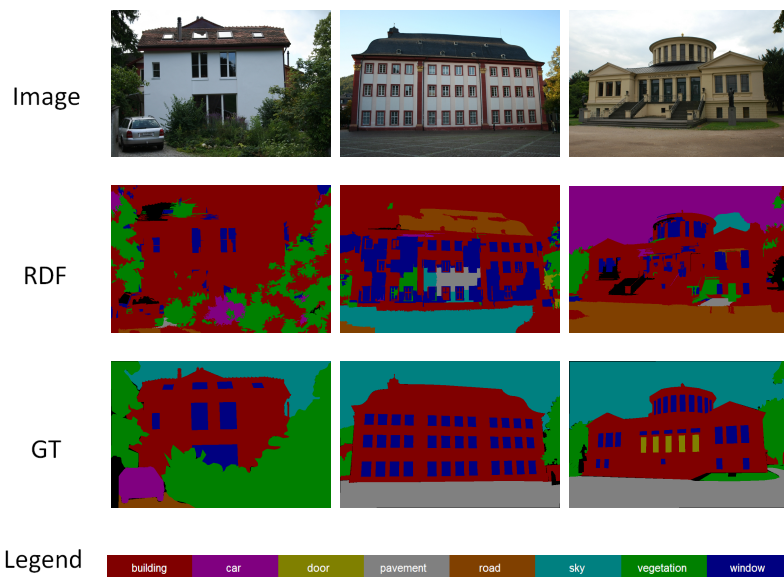 Image
RDF
GT
Legend
building car door pavement road sky vegetation window